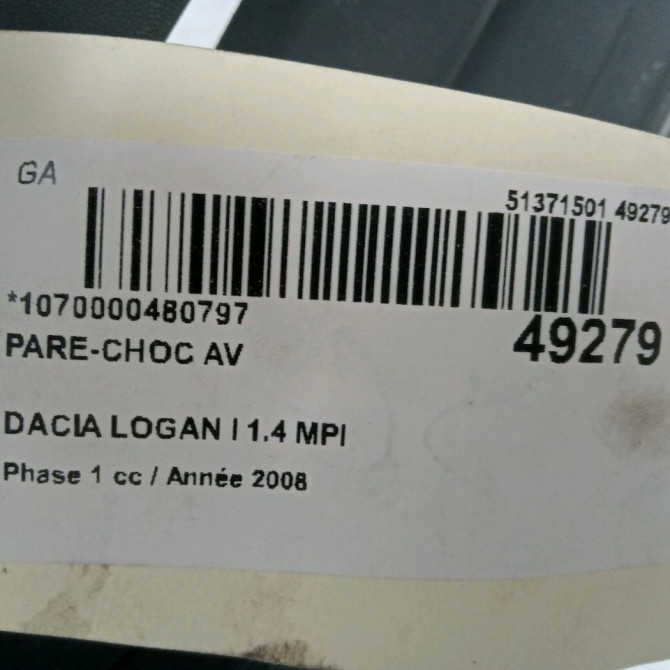 GA
51371501 49279
*1070000480797
49279
PARE-CHOC AV
DACIA LOGAN I 1.4 MPI
Phase 1 cc / Année 2008